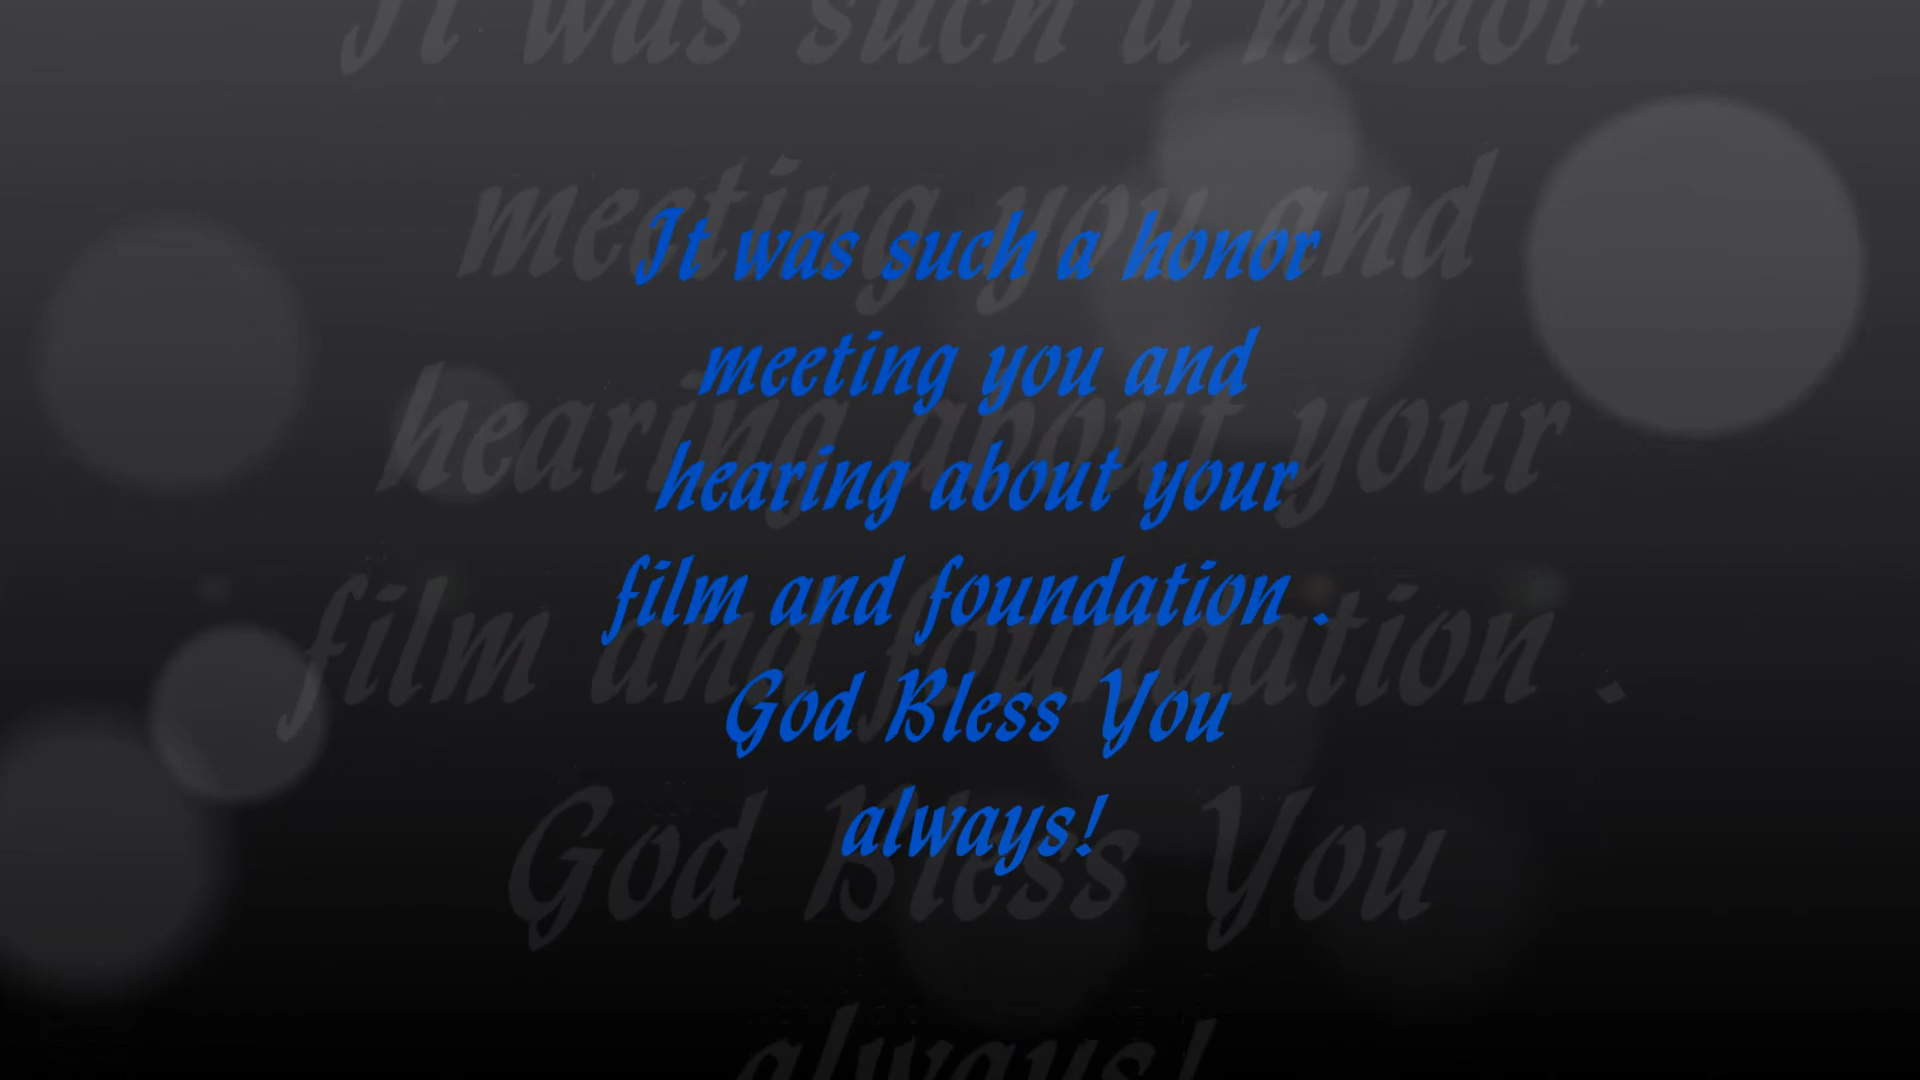 It was such a honor
meeting you and
hearing about your
film and foundation .
God Bless You
always!